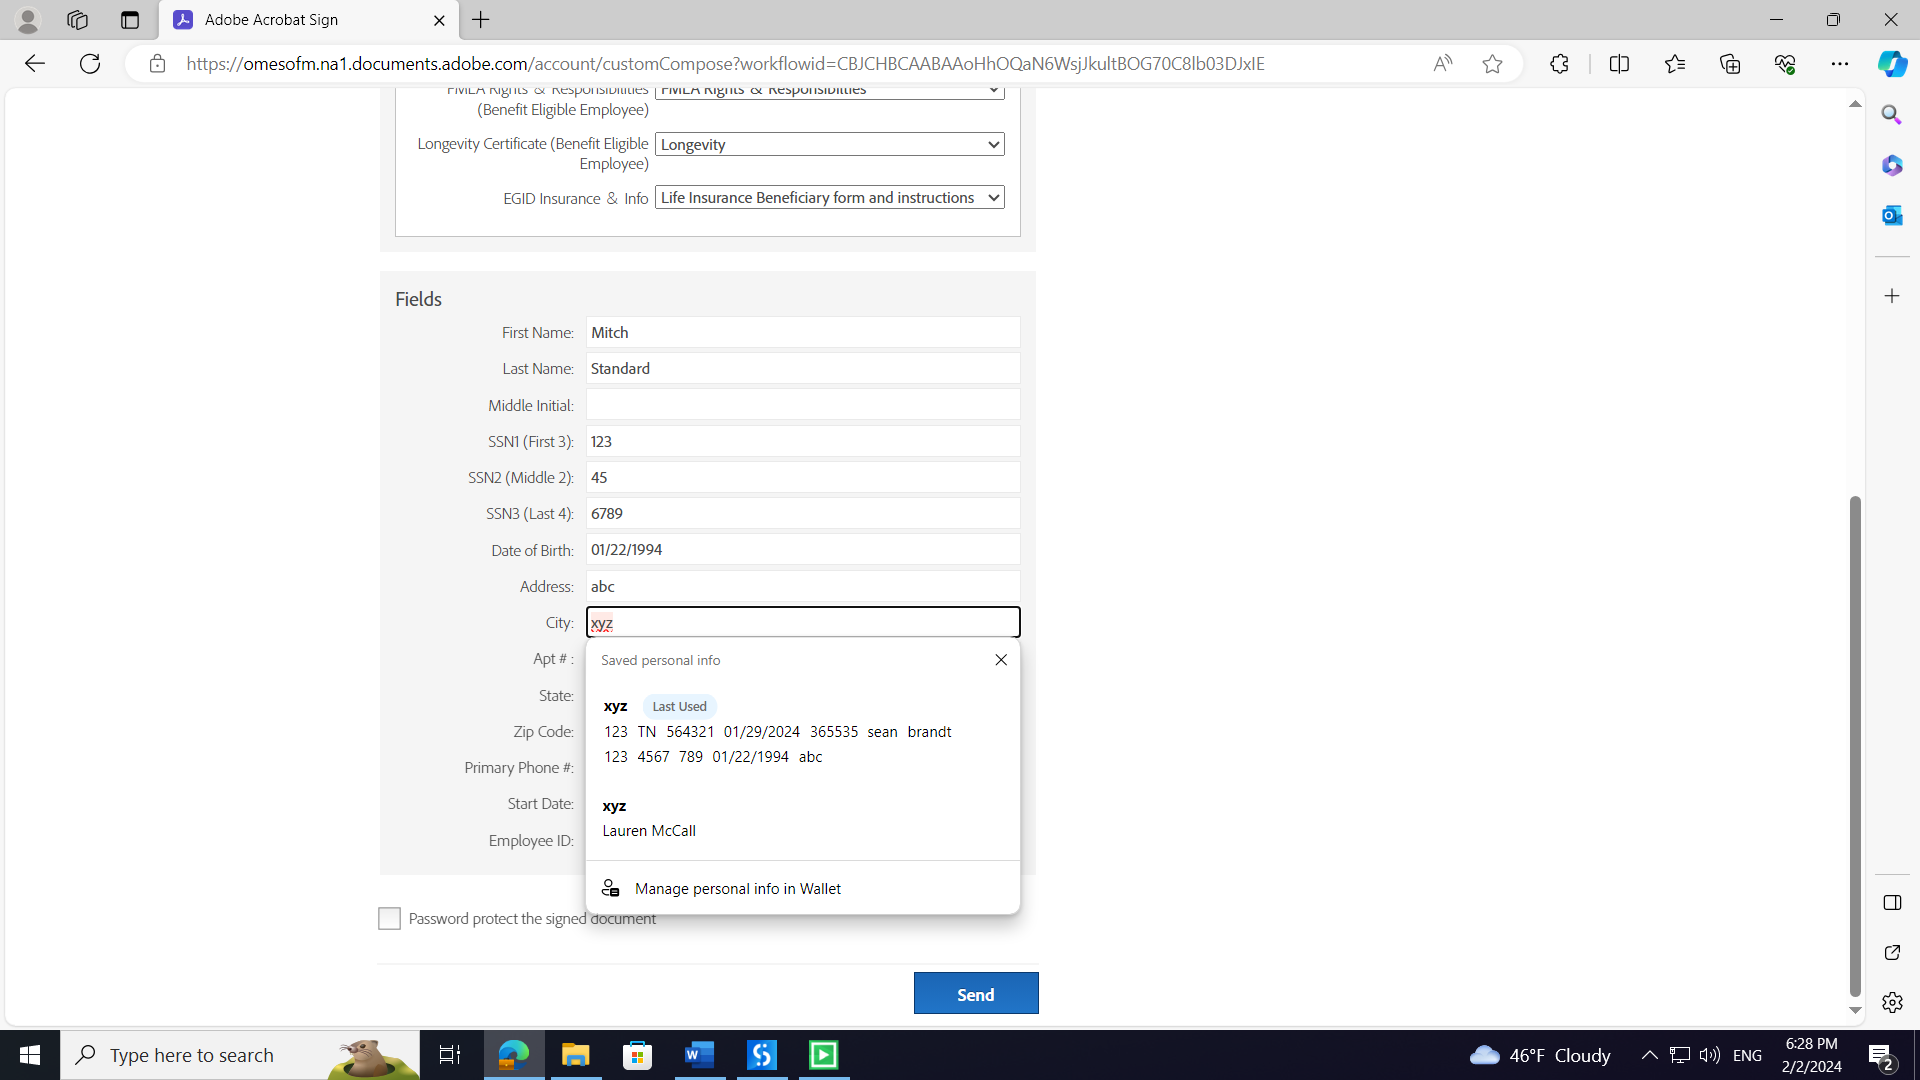 Adobe Acrobat Sign
https://omesofm.na1.documents.adobe.com/account/customCompose?workflowid=CBJCHBCAABAAoHhOQaN6WsjJkultBOG70C8lb03DJxIE
FMLA Rights & Responsibilities FMLA Rights & Responsibilties
(Benefit Eligible Employee)
Longevity Certificate (Benefit Eligible Longevity
Employee)
EGID Insurance & Info Life Insurance Beneficiary form and instructions
Fields
First Name: Mitch
Last Name: Standard
Middle Initial:
SSN1 (First 3): 123
SSN2 (Middle 2): 45
SSN3 (Last 4): 6789
Date of Birth: 01/22/1994
Address: abc
City: xyz
Apt # :
Saved personal info
State:
xyz Last Used
Zip Code:
123 TN 564321 01/29/2024 365535 sean brandt
123 4567 789 01/22/1994 abc
Primary Phone #:
Start Date:
xyz
Lauren McCall
Employee ID:
Manage personal info in Wallet
Password protect the signed document
Send
Type here to search
46°F Cloudy
ENG
6:28 PM
2/2/2024
2